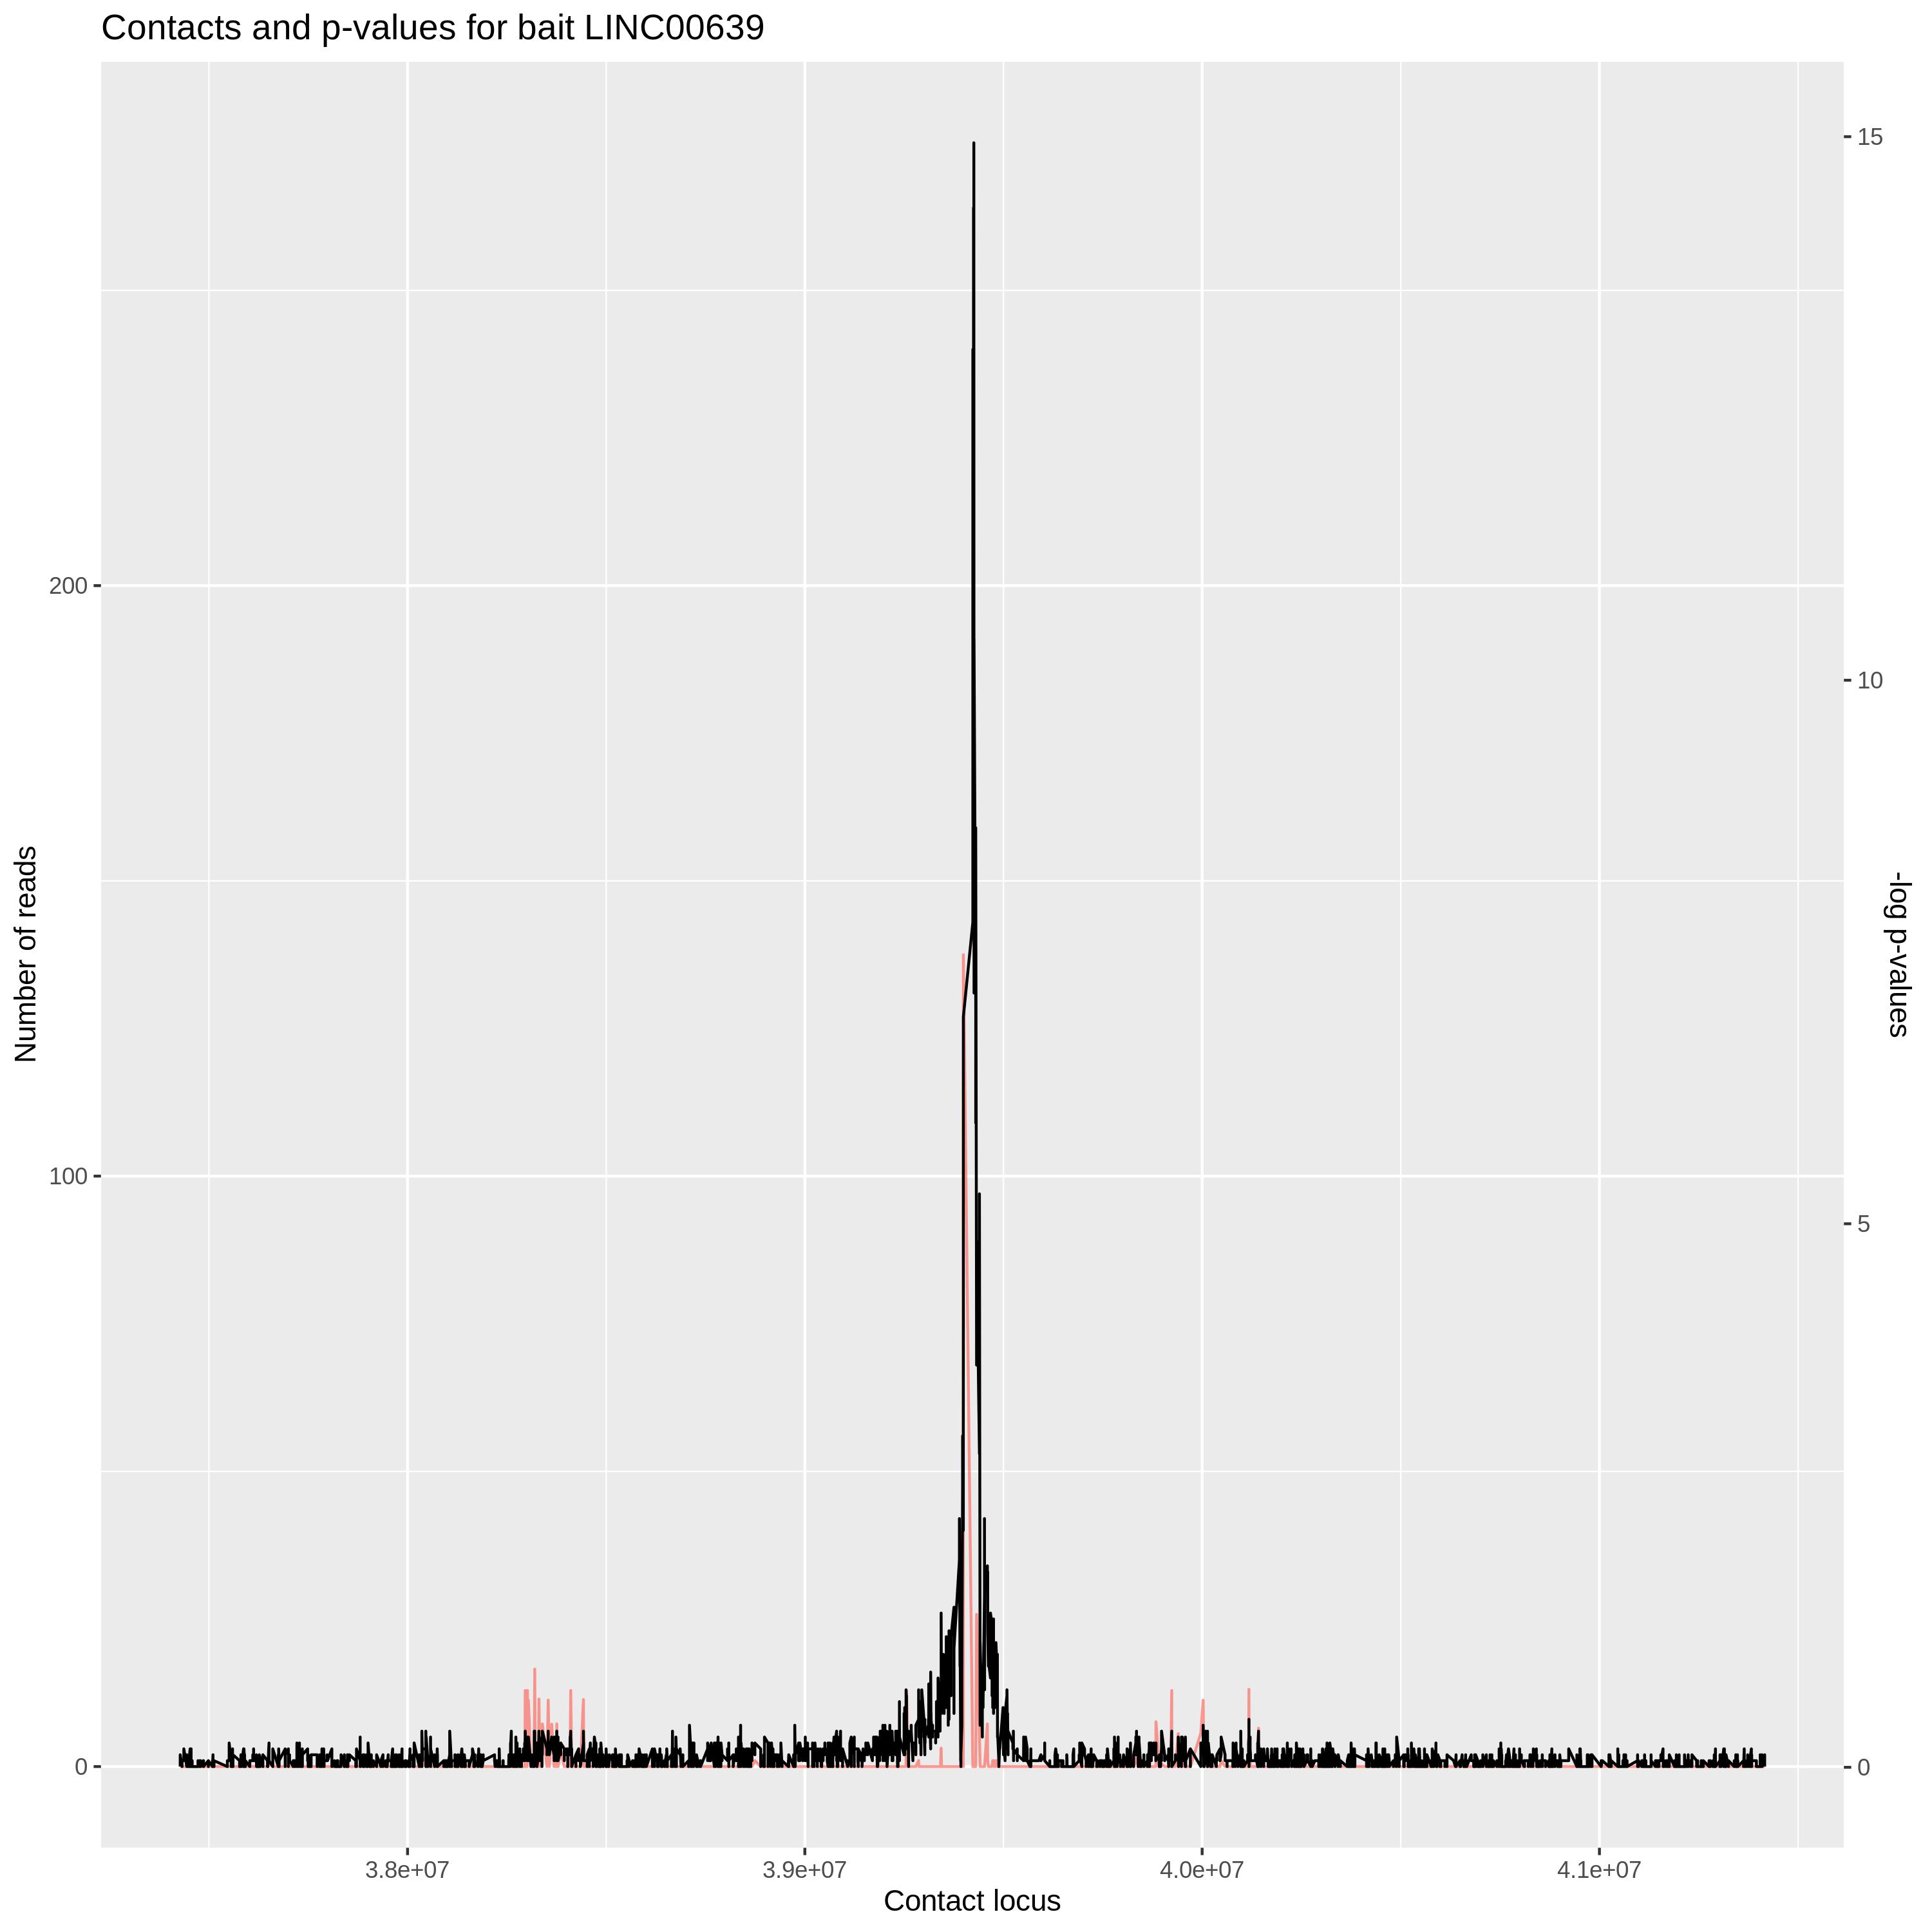 Contacts and p-values for bait LINC00639
15
200
10
Number of reads
-log p-values
100
5
0
0
3.8e+07
3.9e+07
4.0e+07
4.1e+07
Contact locus